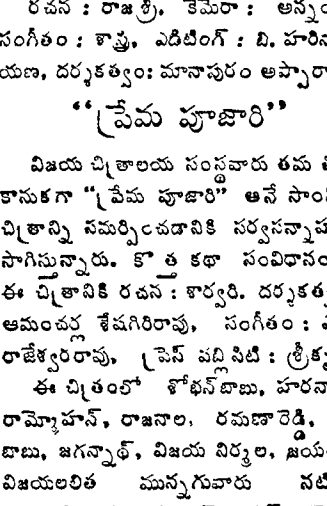 రచన : రాజశ్రీ, కెమేరా : అన్నం
సంగీతం : శాస్త్రి, ఎడిటింగ్ : బి. హరినా
యణ, దర్శకత్వం: మానాపురం అప్పారా
“ప్రేమ పూజారి”
విజయ చిత్రాలయ సంస్థవారు తమ
కానుకగా “ప్రేమ పూజారి” అనే సాం
చిత్రాన్ని సమర్పించడానికి సర్వసన్నాహ
సాగిస్తున్నారు. కొత్త కథా సంవిధానం
ఈ చిత్రానికి రచన : శార్వరి. దర్శకత
ఆమంచర్ల శేషగిరిరావు, సంగీతం :
రాజేశ్వరరావు, ప్రెస్ పబ్లిసిటి : శ్రీకృ
ఈ చిత్రంలో శోభన్‌బాబు, హరనా
రామ్మోహన్, రాజనాల, రమణారెడ్డి,
బాబు, జగన్నాథ్, విజయ నిర్మల, జయ
విజయలలిత మున్నగువారు నటి